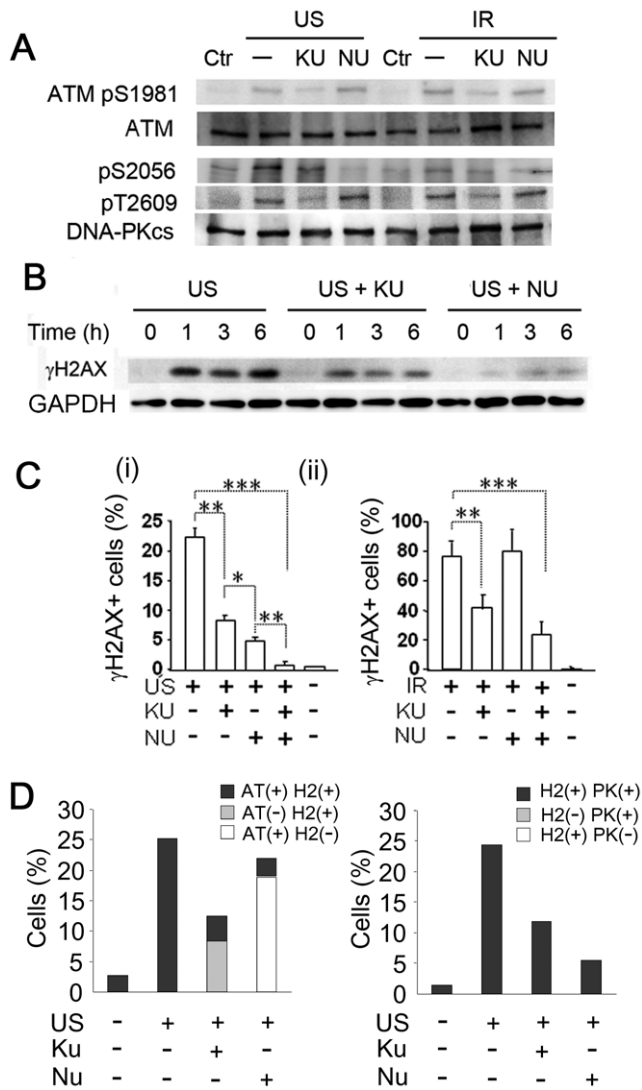 A
US IR
Ctr – KU NU Ctr – KU NU
ATM pS1981
ATM
pS2056
pT2609
DNA-PKcs
B
US US + KU US + NU
Time (h) 0 1 3 6 0 1 3 6 0 1 3 6
γH2AX
GAPDH
C
(i) (ii)
γH2AX+ cells (%)
25
20
15
10
5
0
*** ** * **
US + + + + -
KU - + - + -
NU - - + + -
γH2AX+ cells (%)
100
80
60
40
20
0
*** **
IR + + + + -
KU - + - + -
NU - - + + -
D
Cells (%)
30
25
20
15
10
5
0
AT(+) H2(+)
AT(-) H2(+)
AT(+) H2(-)
US - + + +
Ku - - + -
Nu - - - +
Cells (%)
30
25
20
15
10
5
0
H2(+) PK(+)
H2(-) PK(+)
H2(+) PK(-)
US - + + +
Ku - - + -
Nu - - - +